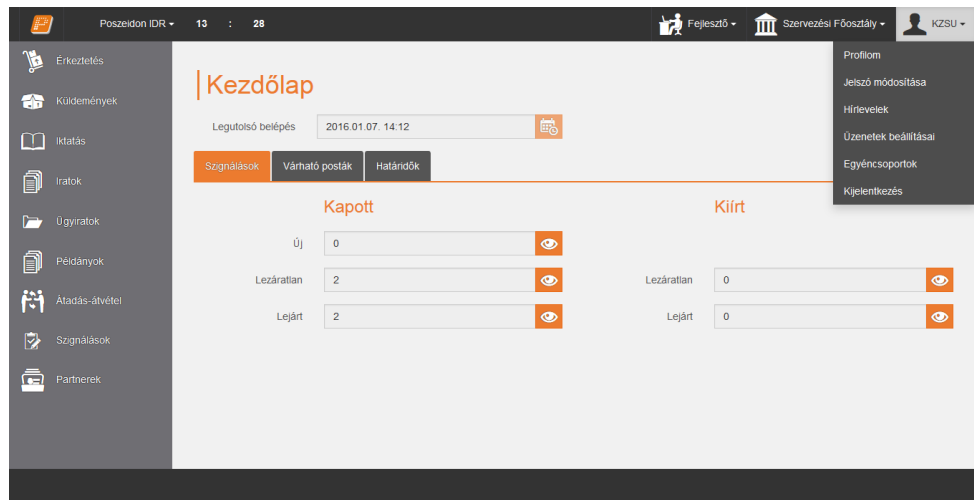 Poszeidon IDR 13 : 28 Fejlesztő Szervezési Főosztály KZSU
Érkeztetés
Küldemények
Iktatás
Iratok
Ügyiratok
Példányok
Átadás-átvétel
Szignálások
Partnerek
Profilom
Jelszó módosítása
Hírlevelek
Üzenetek beállításai
Egyéncsoportok
Kijelentkezés
Kezdőlap
Legutolsó belépés 2016.01.07. 14:12
Szignálások Várható posták Határidők
Kapott Kiírt
Új 0
Lezáratlan 2 Lezáratlan 0
Lejárt 2 Lejárt 0